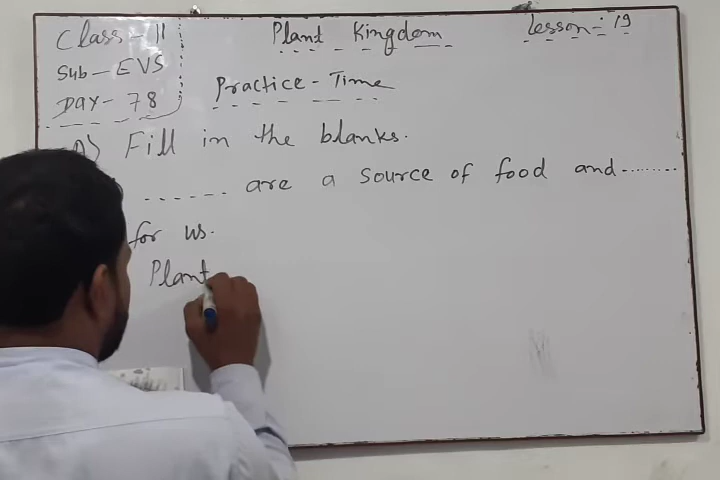 Class - 11
Plant Kingdom
Lesson :- 19
Sub - EVS
Practice - Time
Day - 78
A) Fill in the blanks.
...... are a source of food and ........
for us.
Plant